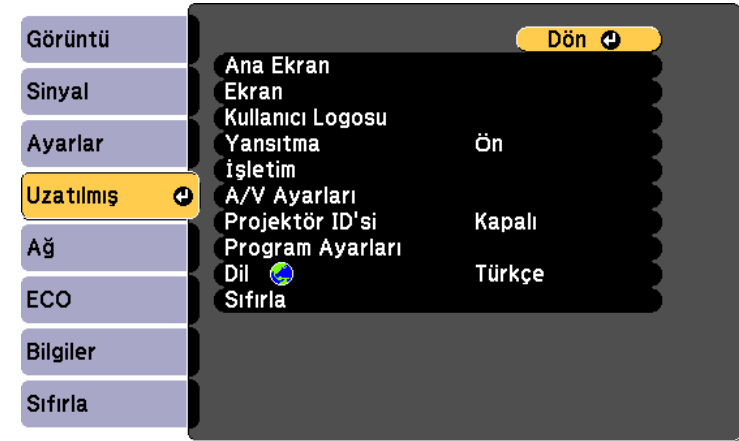 Görüntü
Sinyal
Ayarlar
Uzatılmış
Ağ
ECO
Bilgiler
Sıfırla
Dön
Ana Ekran
Ekran
Kullanıcı Logosu
Yansıtma Ön
İşletim
A/V Ayarları
Projektör ID'si Kapalı
Program Ayarları
Dil Türkçe
Sıfırla